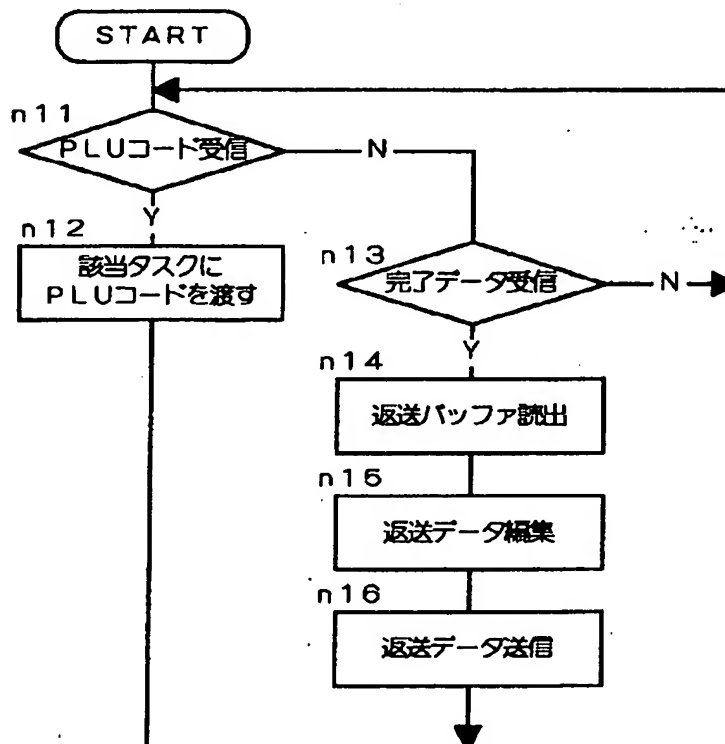 START
n11
PLUコード受信
N
Y
n12
該当タスクに
PLUコードを渡す
n13
完了データ受信
N
Y
n14
返送バッファ読出
n15
返送データ編集
n16
返送データ送信